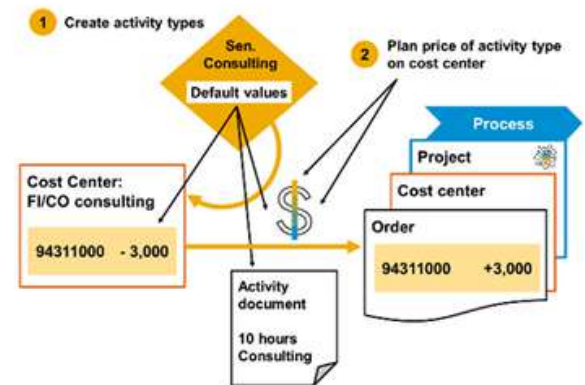 1 Create activity types
Sen.
Consulting
Default values
2 Plan price of activity type
on cost center
Cost Center:
FI/CO consulting
94311000 - 3,000
$
Activity
document
10 hours
Consulting
Process
Project
Cost center
Order
94311000 +3,000